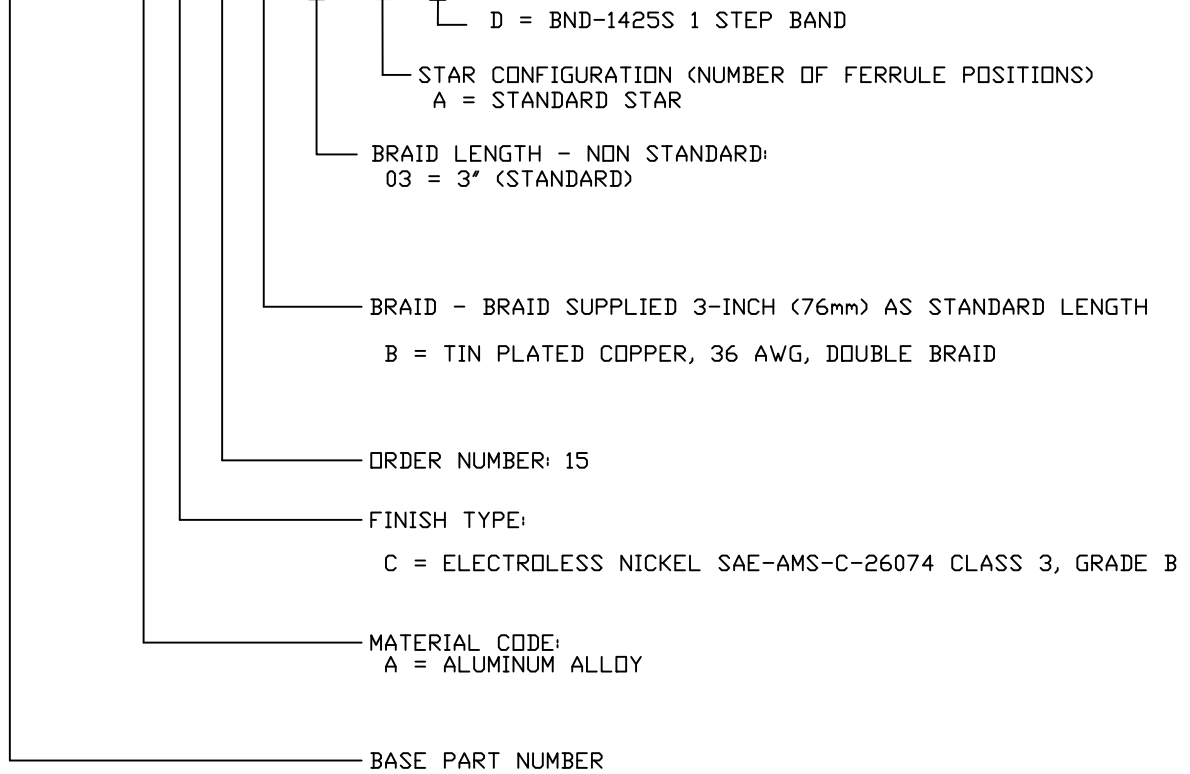 D = BND-1425S 1 STEP BAND
STAR CONFIGURATION (NUMBER OF FERRULE POSITIONS)
A = STANDARD STAR
BRAID LENGTH - NON STANDARD:
03 = 3" (STANDARD)
BRAID - BRAID SUPPLIED 3-INCH (76mm) AS STANDARD LENGTH
B = TIN PLATED COPPER, 36 AWG, DOUBLE BRAID
ORDER NUMBER: 15
FINISH TYPE:
C = ELECTROLESS NICKEL SAE-AMS-C-26074 CLASS 3, GRADE B
MATERIAL CODE:
A = ALUMINUM ALLOY
BASE PART NUMBER